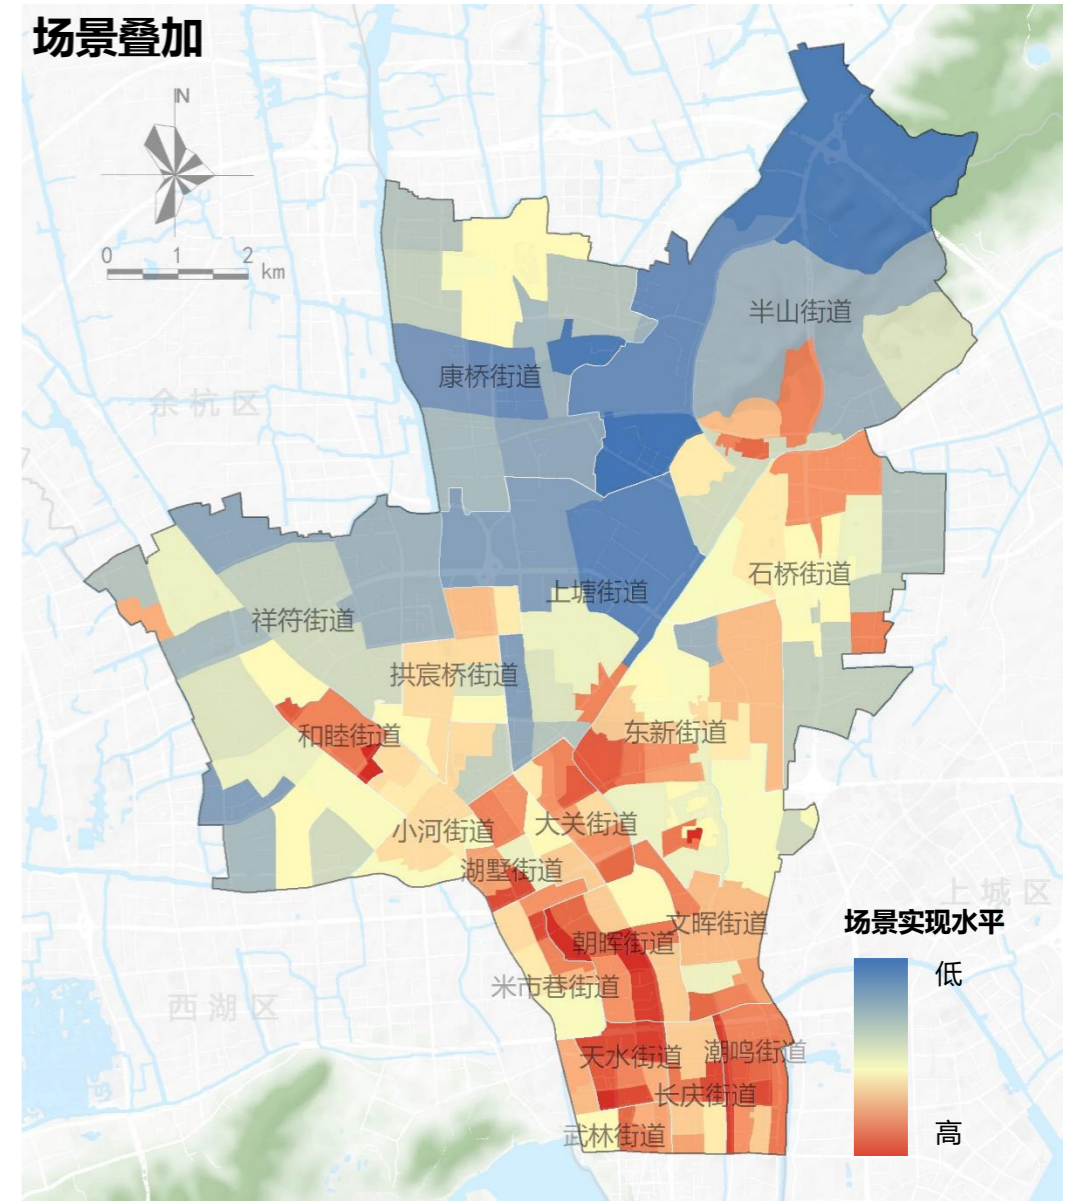 场景叠加
N
0 1 2
km
半山街道
康桥街道
余杭区
石桥街道
上塘街道
祥符街道
拱宸桥街道
和睦街道
东新街道
小河街道
大关街道
湖墅街道
上城区
文晖街道
朝晖街道
米市巷街道
西湖区
天水街道
潮鸣街道
长庆街道
武林街道
场景实现水平
低
高